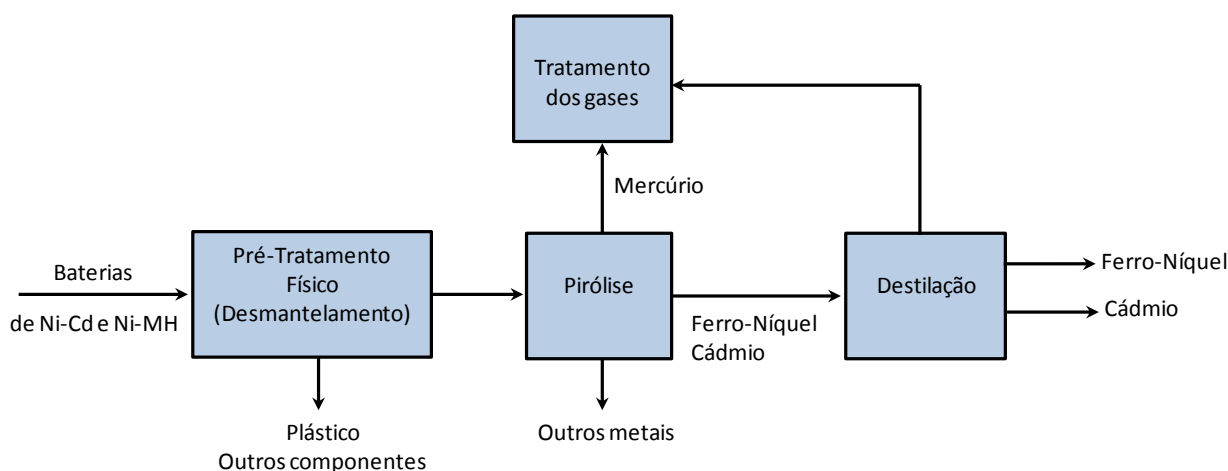 Tratamento
dos gases
Mercúrio
Baterias
de Ni-Cd e Ni-MH
Pré-Tratamento
Físico
(Desmantelamento)
Pirólise
Ferro-Níquel
Cádmio
Destilação
Ferro-Níquel
Cádmio
Plástico
Outros componentes
Outros metais